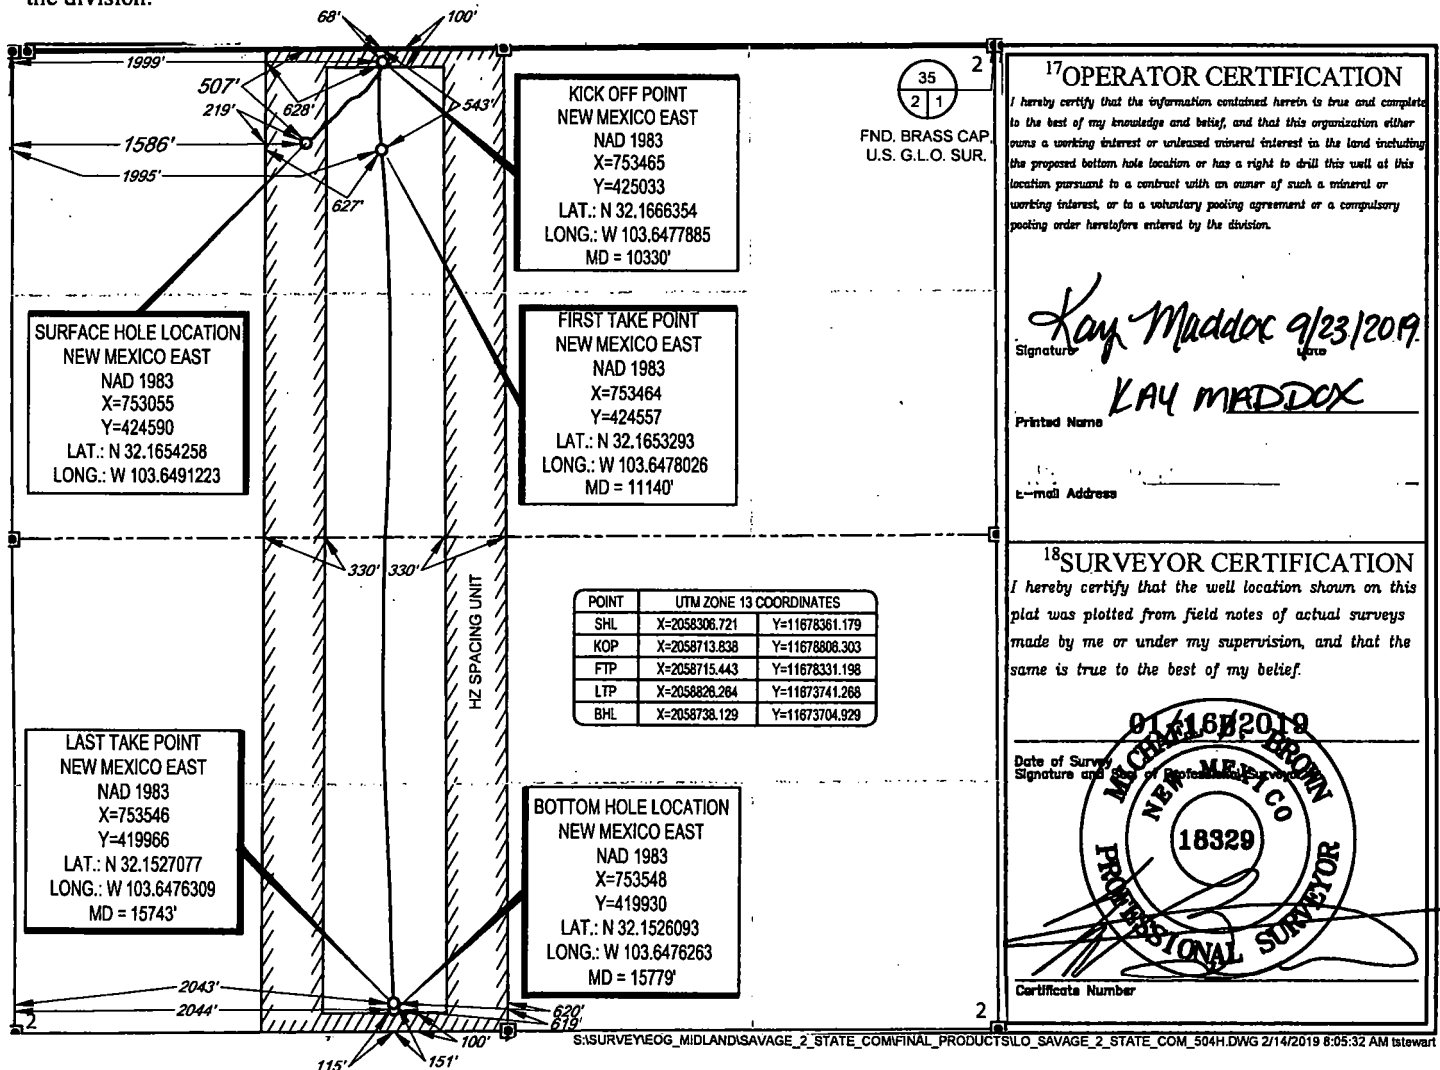 the division.
68'
100'
1999'
507'
219'
628'
543'
1586'
1995'
627'
KICK OFF POINT
NEW MEXICO EAST
NAD 1983
X=753465
Y=425033
LAT.: N 32.1666354
LONG.: W 103.6477885
MD = 10330'
35
2 1
2
FND. BRASS CAP.
U.S. G.L.O. SUR.
SURFACE HOLE LOCATION
NEW MEXICO EAST
NAD 1983
X=753055
Y=424590
LAT.: N 32.1654258
LONG.: W 103.6491223
FIRST TAKE POINT
NEW MEXICO EAST
NAD 1983
X=753464
Y=424557
LAT.: N 32.1653293
LONG.: W 103.6478026
MD = 11140'
330' 330'
HZ SPACING UNIT
POINT UTM ZONE 13 COORDINATES
SHL X=2058306.721 Y=11678361.179
KOP X=2058713.838 Y=11678808.303
FTP X=2058715.443 Y=11678331.198
LTP X=2058826.264 Y=11673741.268
BHL X=2058738.129 Y=11673704.929
LAST TAKE POINT
NEW MEXICO EAST
NAD 1983
X=753546
Y=419966
LAT.: N 32.1527077
LONG.: W 103.6476309
MD = 15743'
BOTTOM HOLE LOCATION
NEW MEXICO EAST
NAD 1983
X=753548
Y=419930
LAT.: N 32.1526093
LONG.: W 103.6476263
MD = 15779'
2043'
2044'
2
620'
619'
100'
115'
151'
2
17 OPERATOR CERTIFICATION
I hereby certify that the information contained herein is true and complete
to the best of my knowledge and belief, and that this organization either
owns a working interest or unleased mineral interest in the land including
the proposed bottom hole location or has a right to drill this well at this
location pursuant to a contract with an owner of such a mineral or
working interest, or to a voluntary pooling agreement or a compulsory
pooling order heretofore entered by the division.
Kay Maddox 9/23/2019
Signature Date
KAY MADDOX
Printed Name
E-mail Address
18 SURVEYOR CERTIFICATION
I hereby certify that the well location shown on this
plat was plotted from field notes of actual surveys
made by me or under my supervision, and that the
same is true to the best of my belief.
01/16/2019
Date of Survey
Signature and Seal of Professional Surveyor
MICHAEL B. BROWN
NEW MEXICO
18329
PROFESSIONAL SURVEYOR
Certificate Number
S:\SURVEY\EOG_MIDLAND\SAVAGE_2_STATE_COM\FINAL_PRODUCTS\LO_SAVAGE_2_STATE_COM_504H.DWG 2/14/2019 8:05:32 AM tstewart